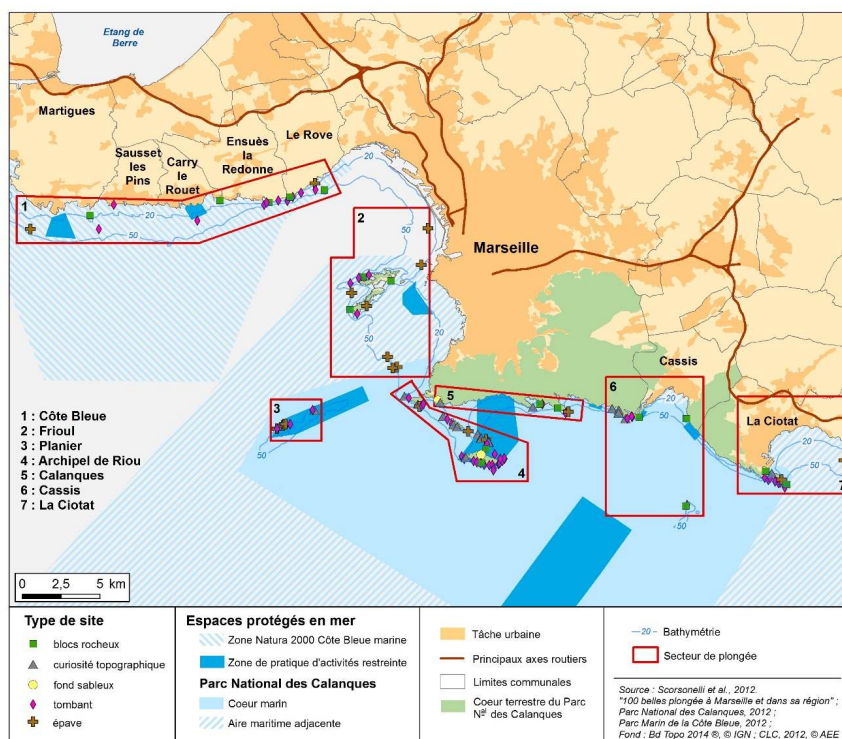 Etang de
Berre
Martigues
Sausset
les
Pins
Carry
le
Rouet
Ensuès
la
Redonne
Le Rove
20
1
20
50
2
50
Marseille
50
Cassis
6
20
50
La Ciotat
5
3
50
4
7
-50
1 : Côte Bleue
2 : Frioul
3 : Planier
4 : Archipel de Riou
5 : Calanques
6 : Cassis
7 : La Ciotat
0 2,5 5 km
Type de site
blocs rocheux
curiosité topographique
fond sableux
tombant
épave
Espaces protégés en mer
Zone Natura 2000 Côte Bleue marine
Zone de pratique d'activités restreinte
Parc National des Calanques
Coeur marin
Aire maritime adjacente
Tâche urbaine
Principaux axes routiers
Limites communales
Coeur terrestre du Parc
Nal des Calanques
20 Bathymétrie
Secteur de plongée
Source : Scorsonelli et al., 2012.
"100 belles plongée à Marseille et dans sa région" ;
Parc National des Calanques, 2012 ;
Parc Marin de la Côte Bleue, 2012 ;
Fond : Bd Topo 2014 ®, © IGN ; CLC, 2012, © AEE